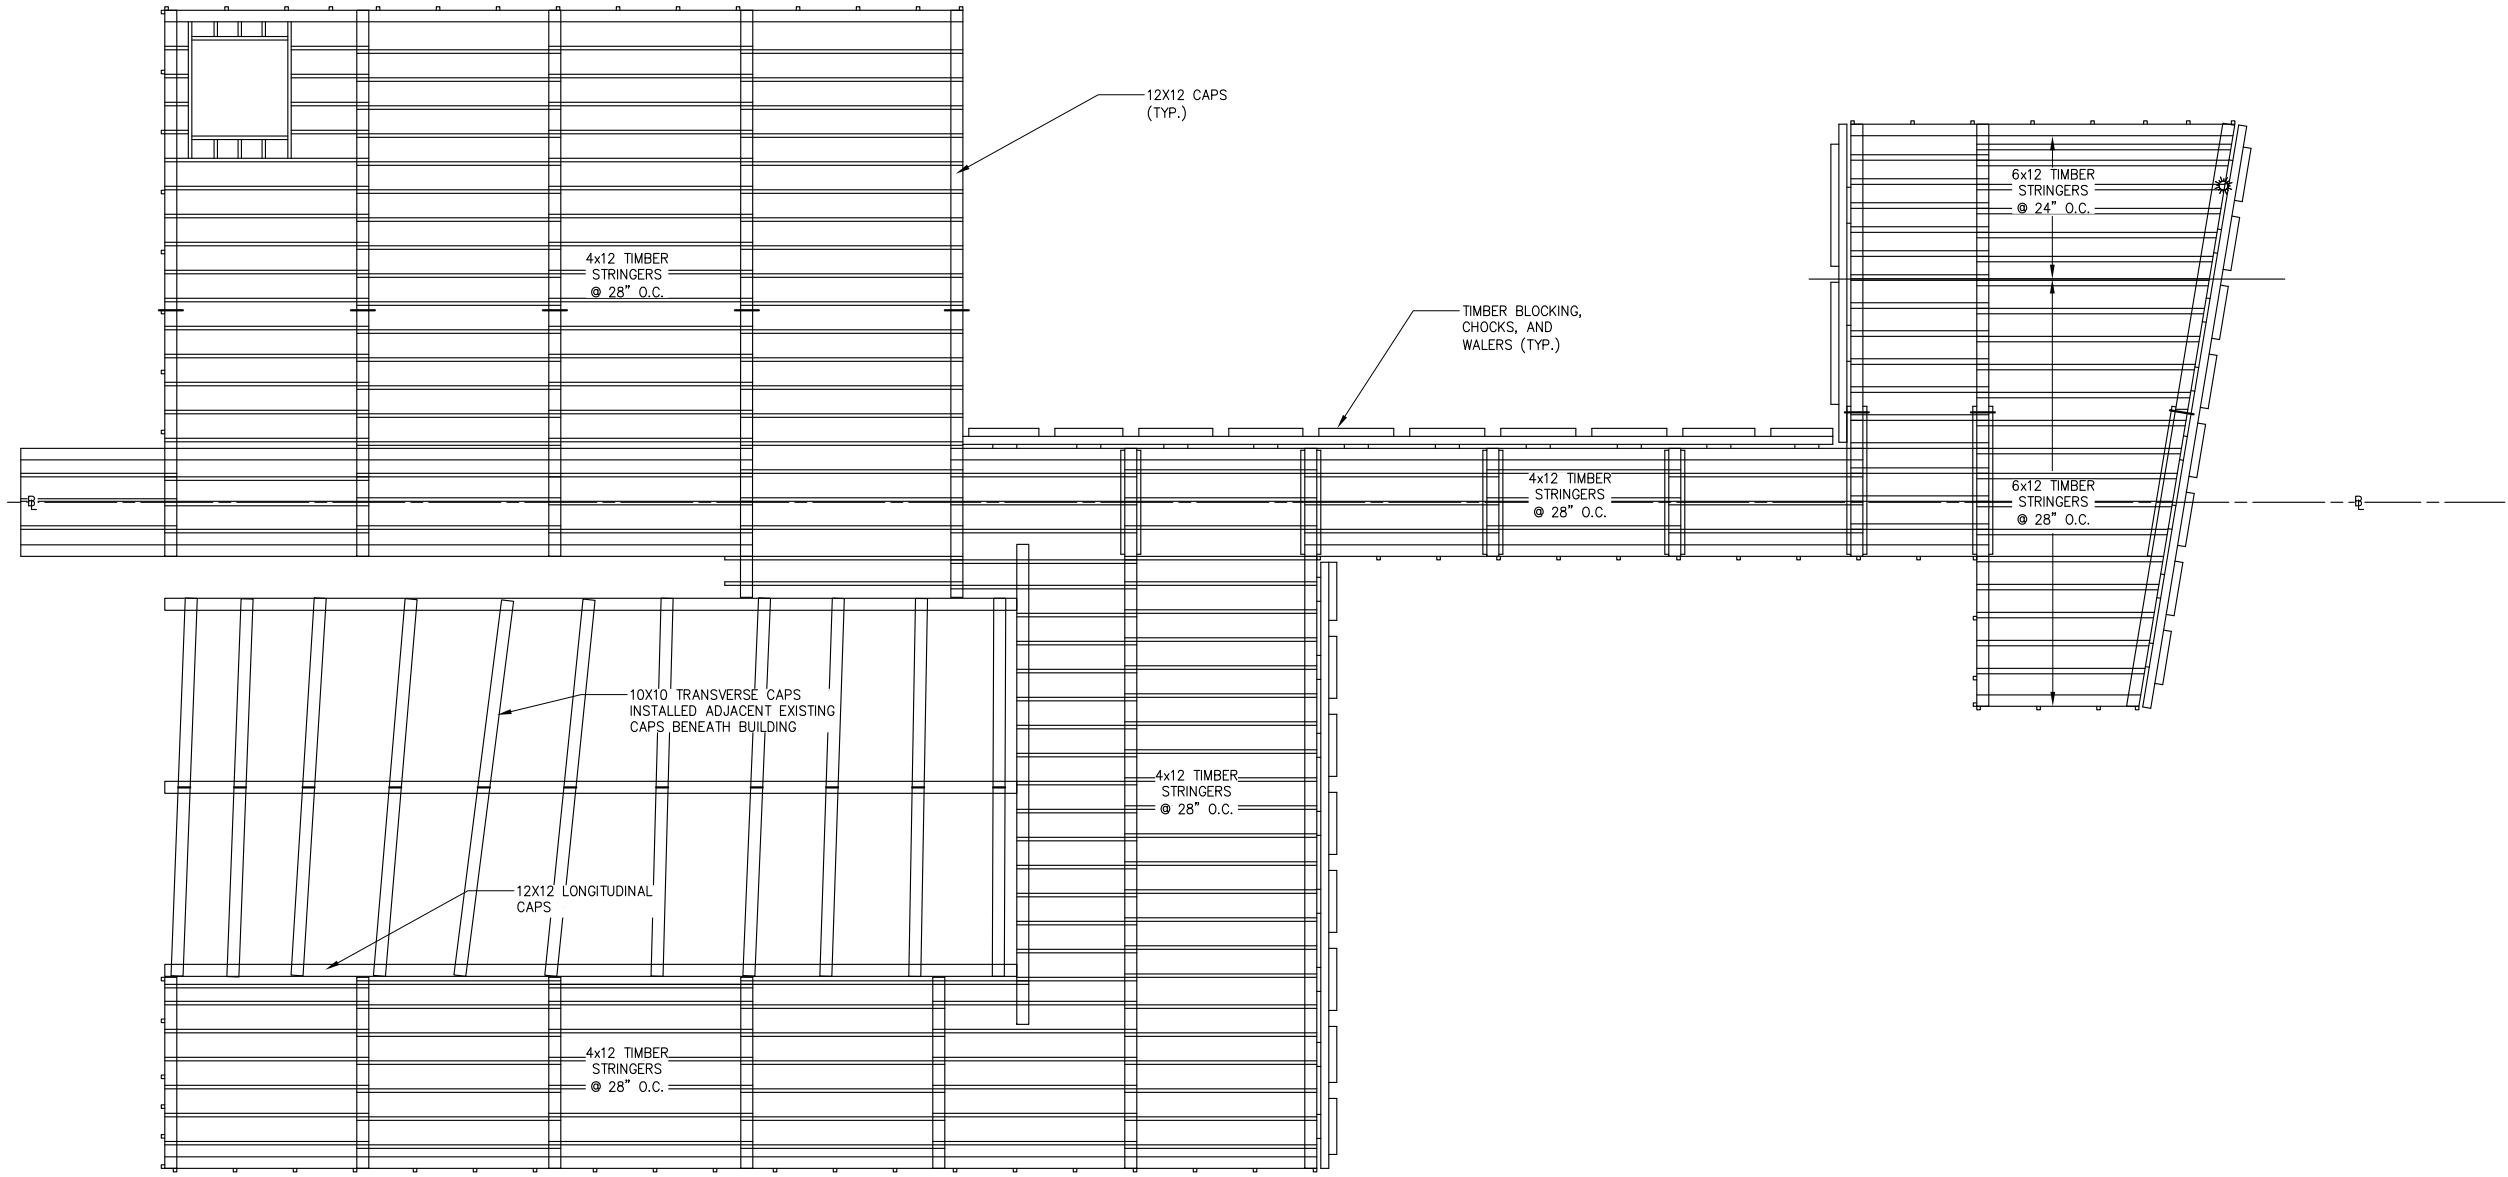 12X12 CAPS
(TYP.)
6x12 TIMBER
STRINGERS
@ 24" O.C.
4x12 TIMBER
STRINGERS
@ 28" O.C.
TIMBER BLOCKING,
CHOCKS, AND
WALERS (TYP.)
4x12 TIMBER
STRINGERS
@ 28" O.C.
6x12 TIMBER
STRINGERS
@ 28" O.C.
BL
BL
10X10 TRANSVERSE CAPS
INSTALLED ADJACENT EXISTING
CAPS BENEATH BUILDING
4x12 TIMBER
STRINGERS
@ 28" O.C.
12X12 LONGITUDINAL
CAPS
4x12 TIMBER
STRINGERS
@ 28" O.C.